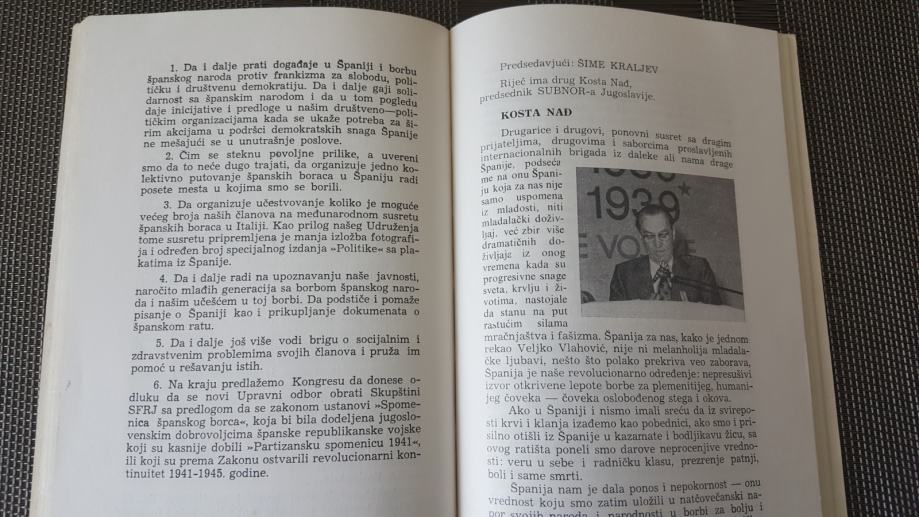 1. Da i dalje prati događaje u Španiji i borbu
španskog naroda protiv frankizma za slobodu, poli-
tičku i društvenu demokratiju. Da i dalje gaji soli-
darnost sa španskim narodom i da u tom pogledu
daje inicijative i predloge u našim društveno—poli-
tičkim organizacijama kada se ukaže potreba za ši-
rim akcijama u podršci demokratskih snaga Španije
ne mešajući se u unutrašnje poslove.
2. Čim se steknu povoljne prilike, a uvereni
smo da to neće dugo trajati, da organizuje jedno ko-
lektivno putovanje španskih boraca u Španiju radi
posete mesta u kojima smo se borili.
3. Da organizuje učestvovanje koliko je moguće
većeg broja naših članova na međunarodnom susretu
španskih boraca u Italiji. Kao prilog našeg Udruženja
tome susretu pripremljena je manja izložba fotografi-
ja i određen broj specijalnog izdanja »Politike« sa pla-
katima iz Španije.
4. Da i dalje radi na upoznavanju naše javnosti,
naročito mlađih generacija sa borbom španskog naro-
da i našim učešćem u toj borbi. Da podstiče i pomaže
pisanje o Španiji kao i prikupljanje dokumenata o
španskom ratu.
5. Da i dalje još više vodi brigu o socijalnim i
zdravstvenim problemima svojih članova i pruža im
pomoć u rešavanju istih.
6. Na kraju predlažemo Kongresu da donese o-
dluku da se novi Upravni odbor obrati Skupštini
SFRJ sa predlogom da se zakonom ustanovi »Spome-
nica španskog borca«, koja bi bila dodeljena jugoslo-
venskim dobrovoljcima španske republikanske vojske
koji su kasnije dobili »Partizansku spomenicu 1941«,
ili koji su prema Zakonu ostvarili revolucionarni kon-
tinuitet 1941-1945. godine.
Predsedavjući: ŠIME KRALJEV
Riječ ima drug Kosta Nađ,
predsednik SUBNOR-a Jugoslavije.
KOSTA NAĐ
Drugarice i drugovi, ponovni susret sa dragim
prijateljima, drugovima i saborcima proslavljenih
internacionalnih brigada iz daleke ali nama drage
Španije, podseća
me na onu Špani-
ju koja za nas nije
samo uspomena
iz mladosti, niti
mladalački doživ-
ljaj, već zbir više
dramatičnih do-
življaje iz onog
vremena kada su
progresivne snage
sveta, krvlju i ži-
votima, nastojale
da stanu na put
rastućim silama
1939*
E VO
mračnjaštva i fašizma. Španija za nas, kako je jednom
rekao Veljko Vlahović, nije ni melanholija mladala-
čke ljubavi, nešto što polako prekriva veo zaborava,
Španija je naše revolucionarno određenje: nepresušivi
izvor otkrivene lepote borbe za plemenitijeg, humani-
jeg čoveka — čoveka oslobođenog stega i okova.
Ako u Španiji i nismo imali sreću da iz svirepo-
sti krvi i klanja izađemo kao pobednici, ako smo i pri-
silno otišli iz Španije u kazamate i bodljikavu žicu, sa
ovog ratišta poneli smo darove neprocenjive vredno-
sti: veru u sebe i radničku klasu, prezrenje patnji,
boli i same smrti.
Španija nam je dala ponos i nepokornost — onu
vrednost koju smo zatim uložili u natčovečanski na-
por svojih naroda i narodnosti u borbi za bolju i